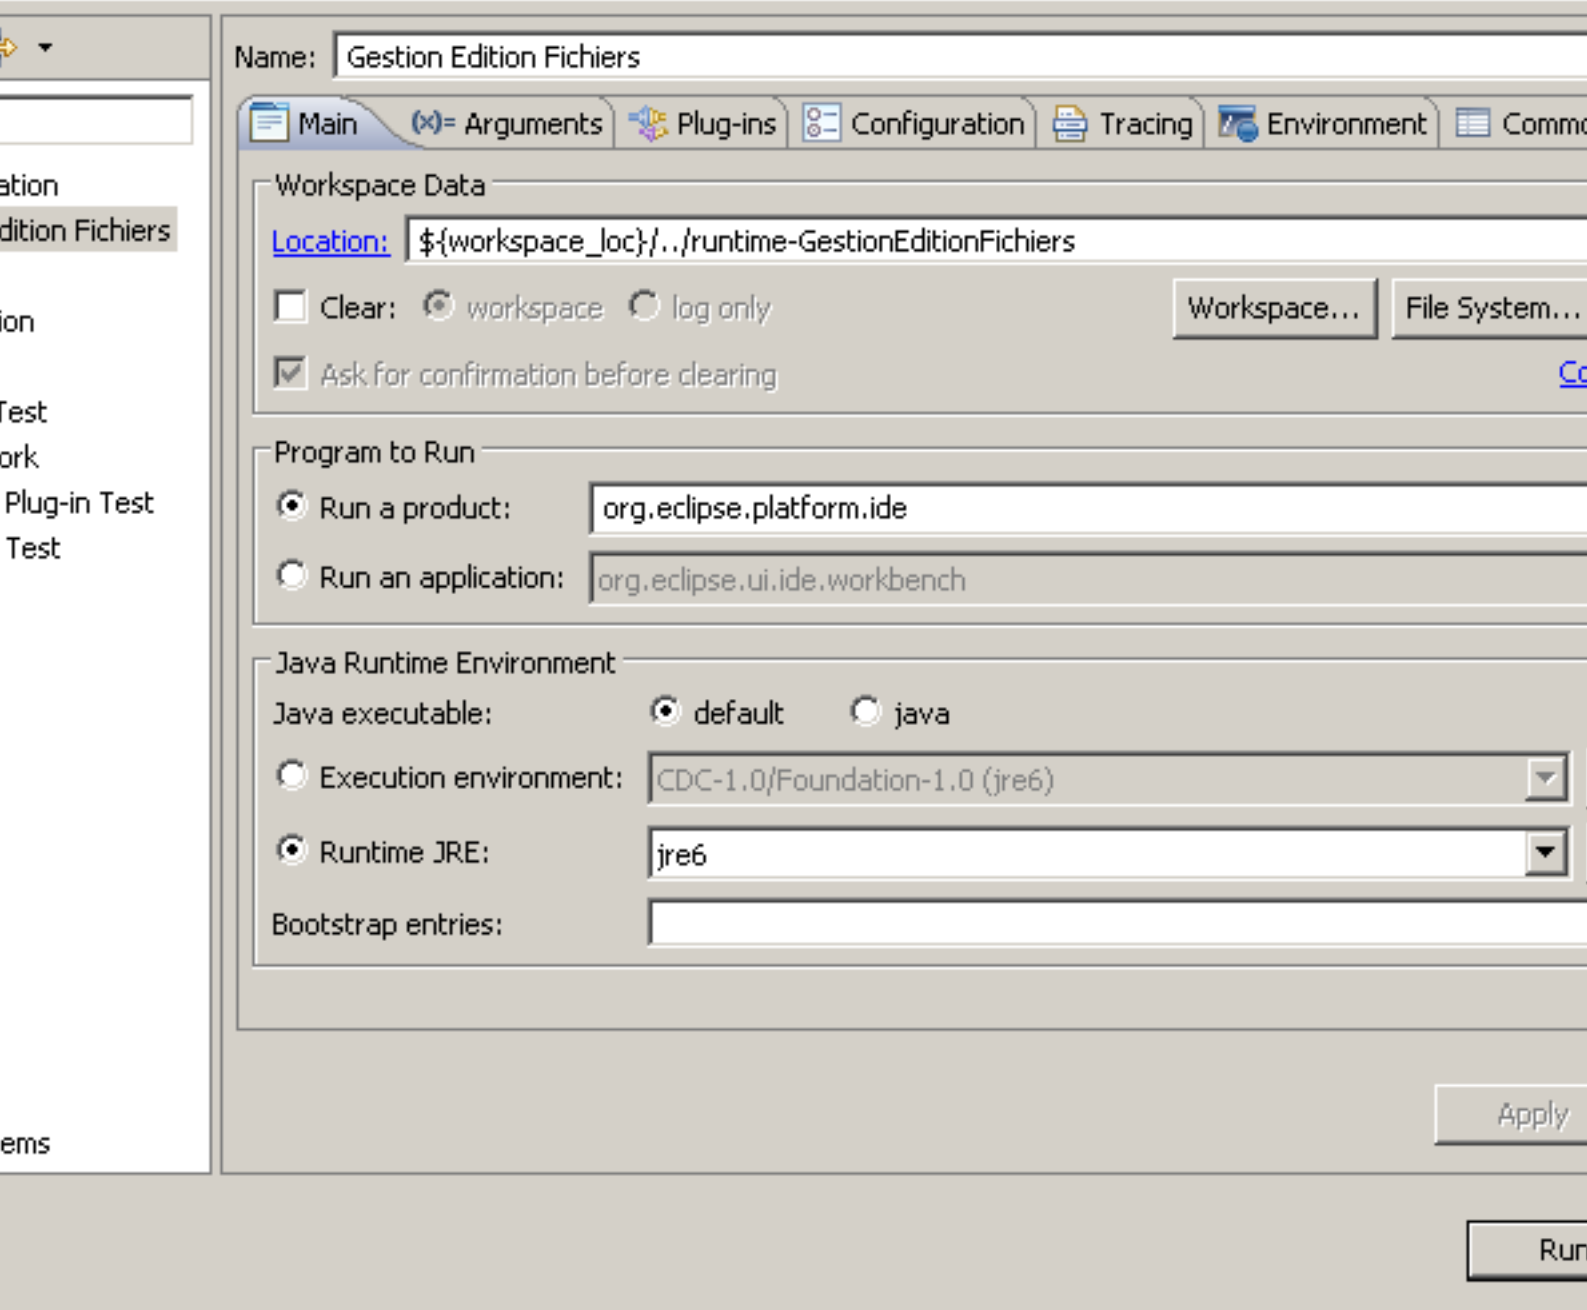 Name: Gestion Edition Fichiers
Main (x)= Arguments Plug-ins Configuration Tracing Environment Commo
ation
dition Fichiers
ion
Test
ork
Plug-in Test
Test
ems
Workspace Data
Location: ${workspace_loc}/../runtime-GestionEditionFichiers
Clear: workspace log only Workspace... File System...
Ask for confirmation before clearing Co
Program to Run
Run a product: org.eclipse.platform.ide
Run an application: org.eclipse.ui.ide.workbench
Java Runtime Environment
Java executable: default java
Execution environment: CDC-1.0/Foundation-1.0 (jre6)
Runtime JRE: jre6
Bootstrap entries:
Apply
Run